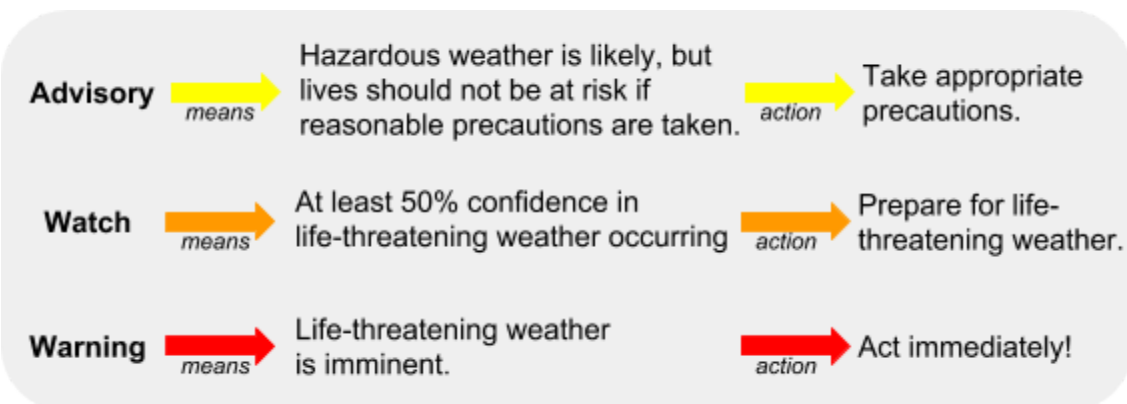 Hazardous weather is likely, but
Advisory means lives should not be at risk if action Take appropriate
reasonable precautions are taken. precautions.
At least 50% confidence in Prepare for life-
Watch means life-threatening weather occurring action threatening weather.
Life-threatening weather
Warning means is imminent. action Act immediately!